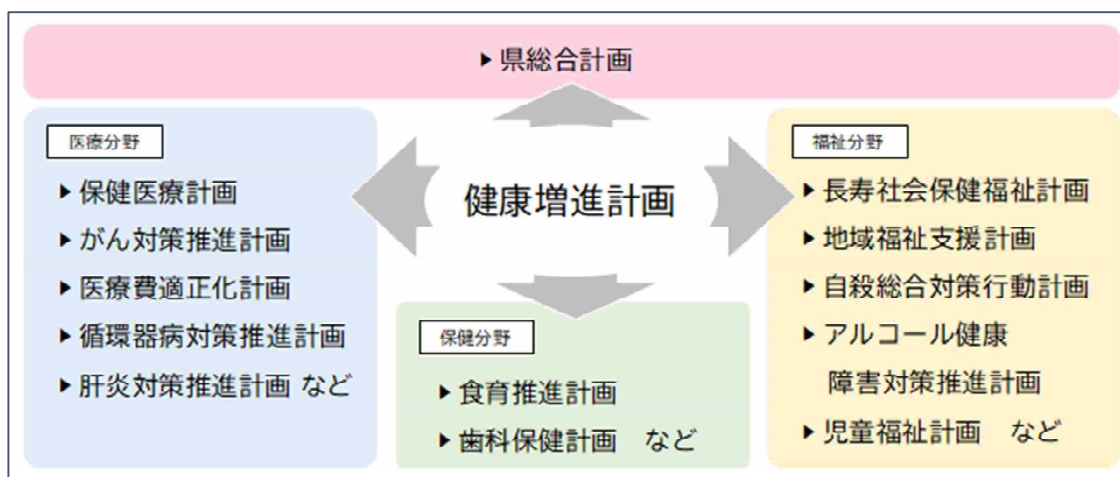 ▶県総合計画
医療分野
▶保健医療計画
▶がん対策推進計画
▶医療費適正化計画
▶循環器病対策推進計画
▶肝炎対策推進計画 など
健康増進計画
保健分野
▶食育推進計画
▶歯科保健計画　など
福祉分野
▶長寿社会保健福祉計画
▶地域福祉支援計画
▶自殺総合対策行動計画
▶アルコール健康
障害対策推進計画
▶児童福祉計画　など